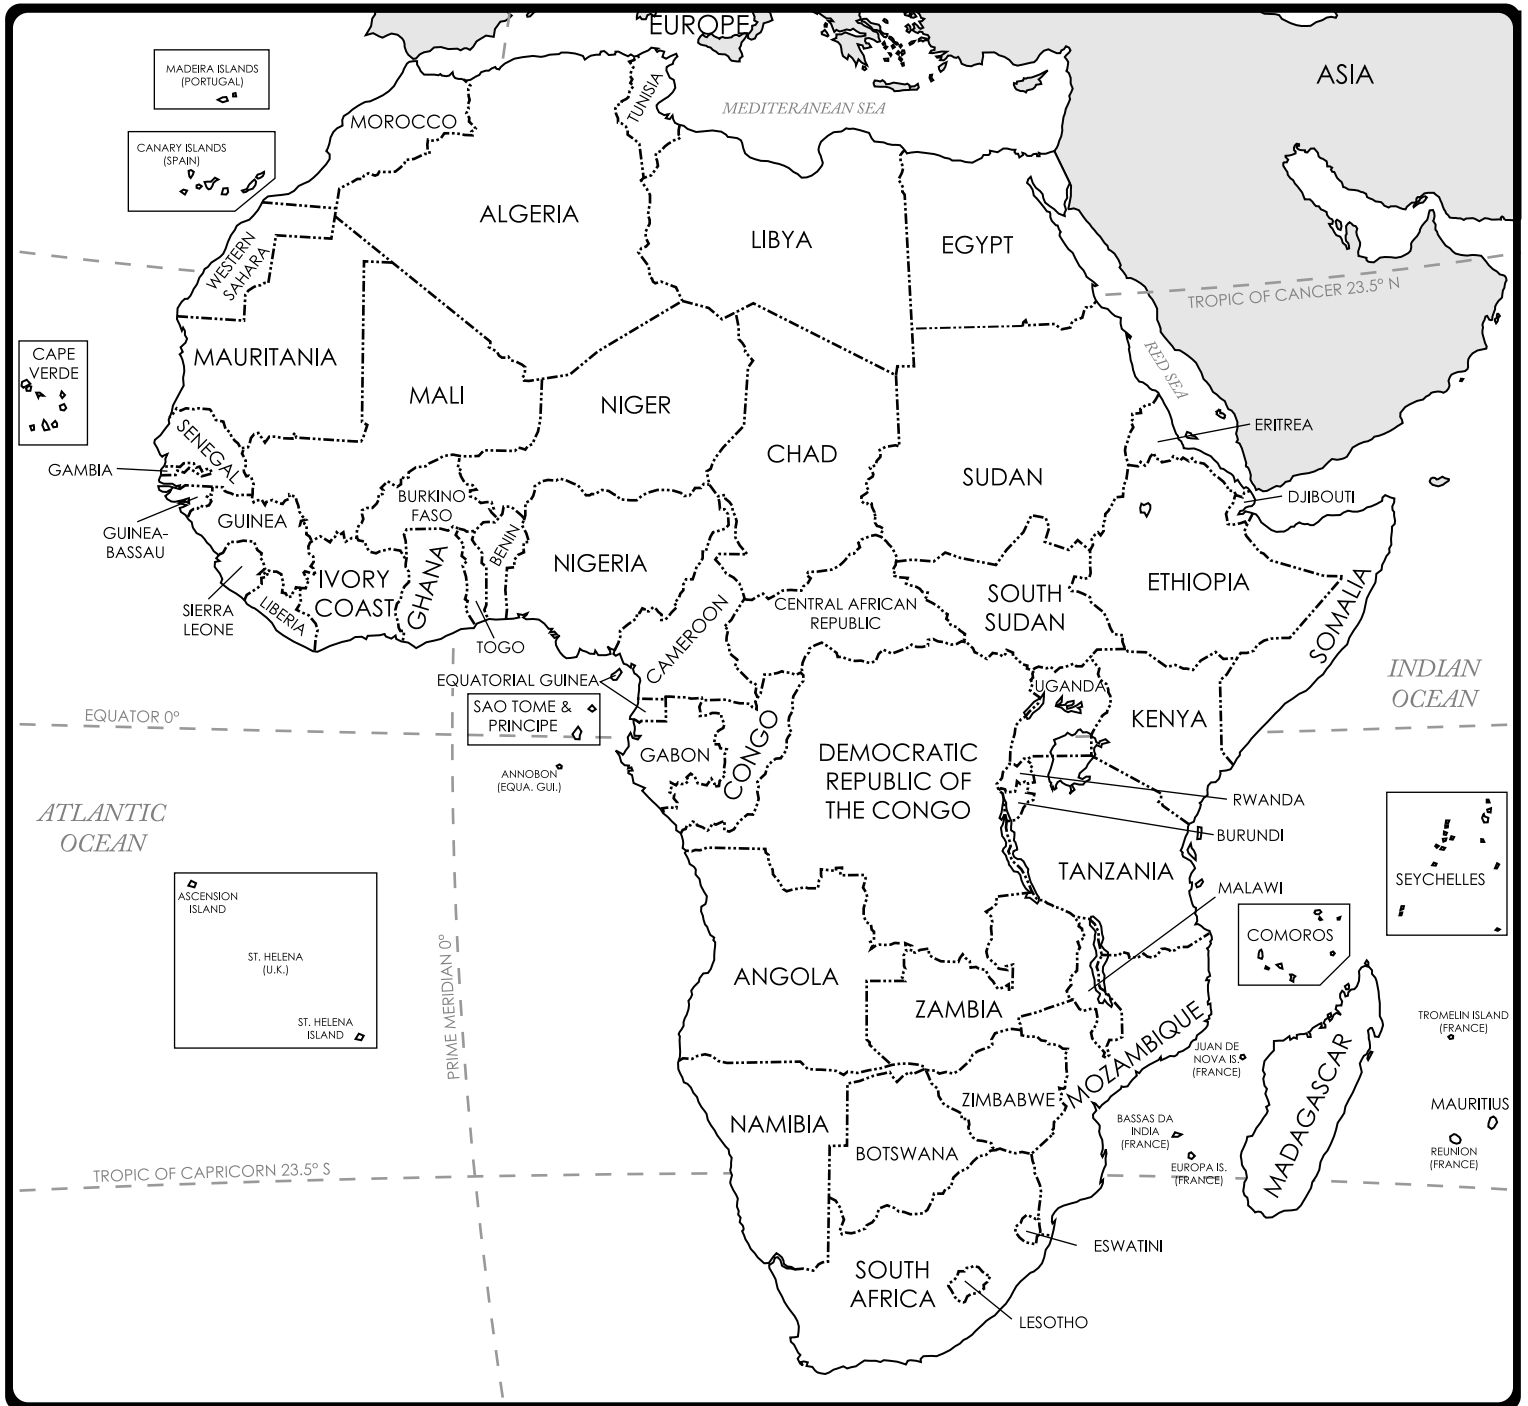 EUROPE
ASIA
MADEIRA ISLANDS
(PORTUGAL)
MEDITERANEAN SEA
TUNISIA
MOROCCO
CANARY ISLANDS
(SPAIN)
ALGERIA
LIBYA
EGYPT
WESTERN
SAHARA
TROPIC OF CANCER 23.5° N
RED SEA
CAPE
VERDE
MAURITANIA
MALI
NIGER
CHAD
SUDAN
ERITREA
SENEGAL
GAMBIA
BURKINO
FASO
DJIBOUTI
GUINEA
GUINEA-
BASSAU
BENIN
NIGERIA
IVORY
COAST
GHANA
ETHIOPIA
SOUTH
SUDAN
CENTRAL AFRICAN
REPUBLIC
SOMALIA
SIERRA
LEONE
LIBERIA
TOGO
CAMEROON
EQUATORIAL GUINEA
UGANDA
INDIAN
OCEAN
SAO TOME &
PRINCIPE
EQUATOR 0°
KENYA
GABON
CONGO
DEMOCRATIC
REPUBLIC OF
THE CONGO
ANNOBON
(EQUA. GUI.)
RWANDA
ATLANTIC
OCEAN
BURUNDI
TANZANIA
MALAWI
SEYCHELLES
ASCENSION
ISLAND
COMOROS
ST. HELENA
(U.K.)
PRIME MERIDIAN 0°
ANGOLA
ZAMBIA
ST. HELENA
ISLAND
MOZAMBIQUE
TROMELIN ISLAND
(FRANCE)
JUAN DE
NOVA IS.
(FRANCE)
MADAGASCAR
NAMIBIA
ZIMBABWE
MAURITIUS
BASSAS DA
INDIA
(FRANCE)
BOTSWANA
REUNION
(FRANCE)
EUROPA IS.
(FRANCE)
TROPIC OF CAPRICORN 23.5° S
ESWATINI
SOUTH
AFRICA
LESOTHO